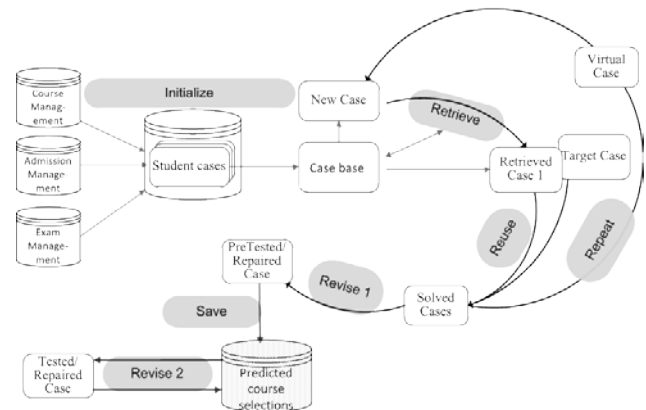 Course
Manag-
ement
Initialize
Virtual
Case
New Case
Retrieve
Admission
Manage-
ment
Student cases
Case base
Retrieved
Case 1
Target Case
Exam
Manage-
ment
Reuse
Repeat
PreTested/
Repaired
Case
Revise 1
Solved
Cases
Save
Tested/
Repaired
Case
Revise 2
Predicted
course
selections